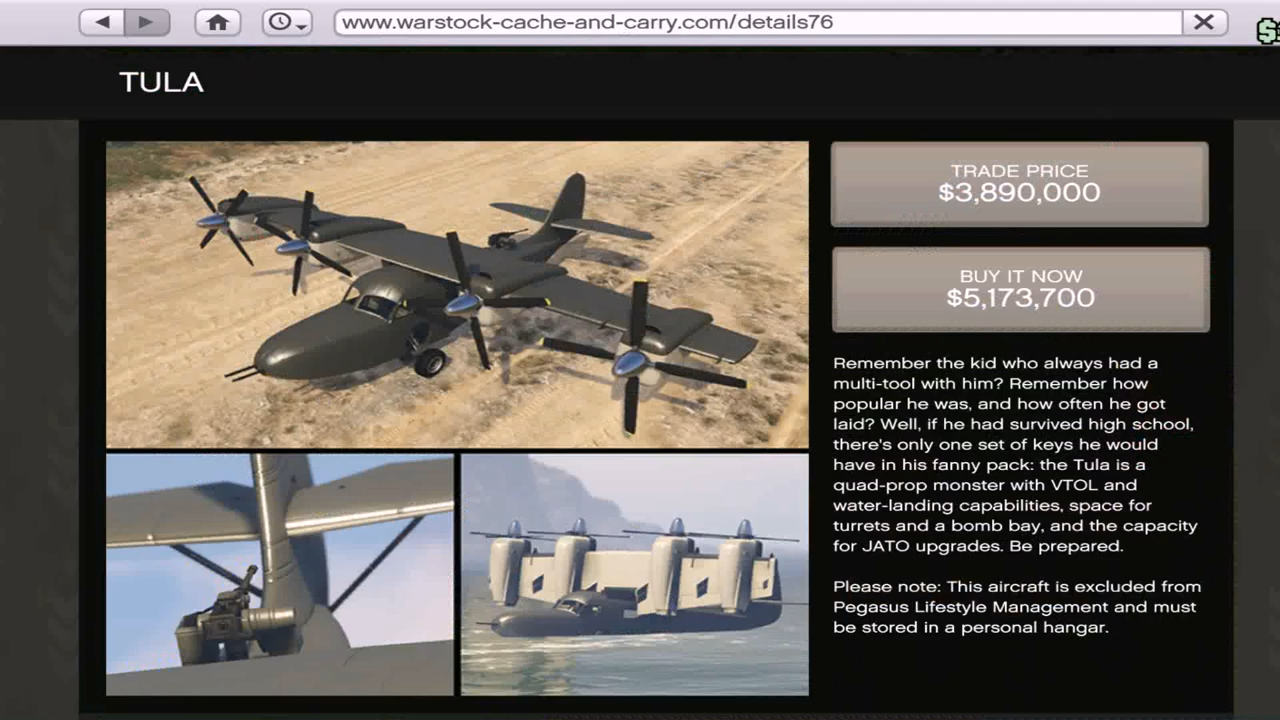 www.warstock-cache-and-carry.com/details76
$
TULA
TRADE PRICE
$3,890,000
BUY IT NOW
$5,173,700
Remember the kid who always had a
multi-tool with him? Remember how
popular he was, and how often he got
laid? Well, if he had survived high school,
there's only one set of keys he would
have in his fanny pack: the Tula is a
quad-prop monster with VTOL and
water-landing capabilities, space for
turrets and a bomb bay, and the capacity
for JATO upgrades. Be prepared.
Please note: This aircraft is excluded from
Pegasus Lifestyle Management and must
be stored in a personal hangar.